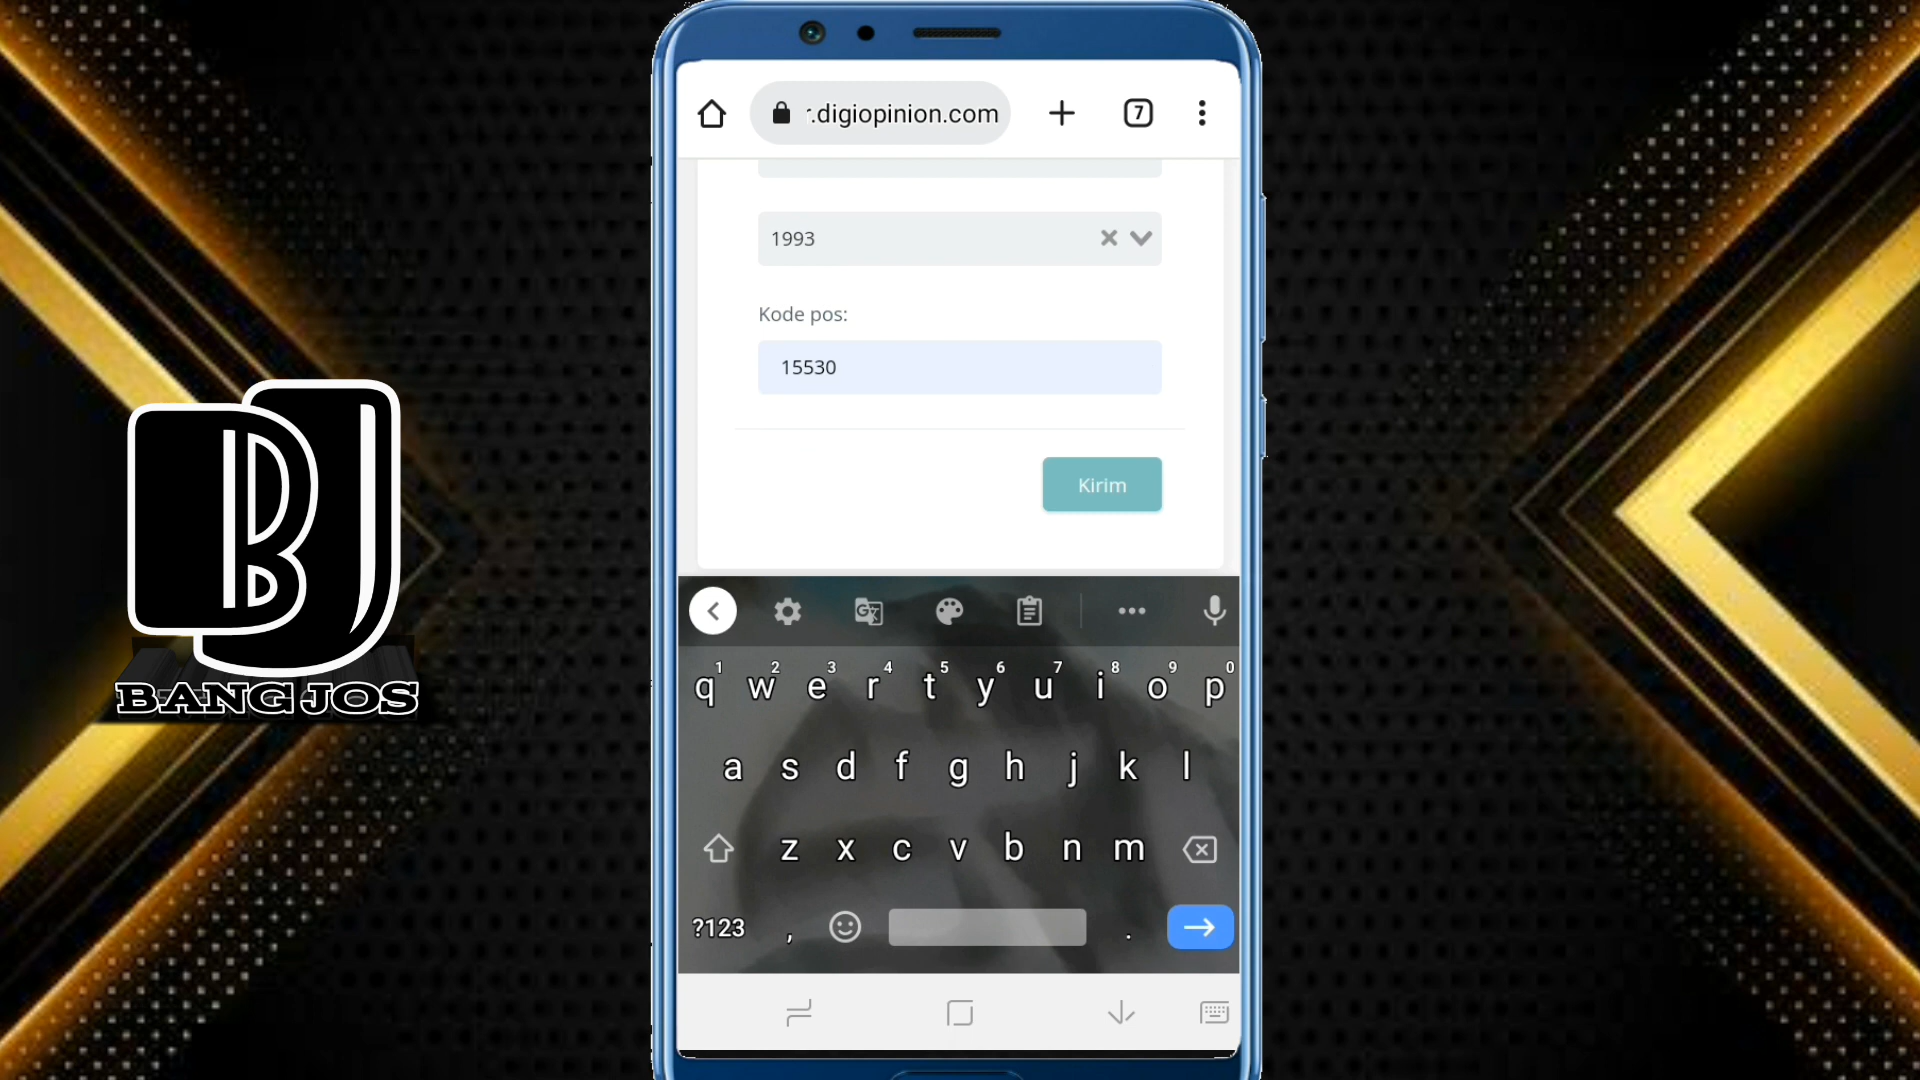 .digiopinion.com
7
1993
Kode pos:
15530
Kirim
BJ
BANG JOS
1 2 3 4 5 6 7 8 9 0
q w e r t y u i o p
a s d f g h j k l
z x c v b n m
?123 , .